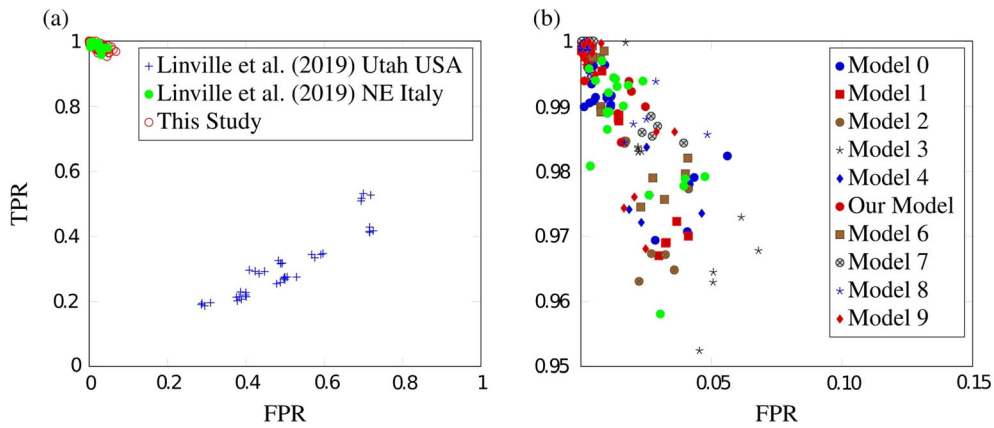 (a)
1
0.8
0.6
0.4
0.2
0
TPR
0
0.2
0.4
0.6
0.8
1
FPR
Linville et al. (2019) Utah USA
Linville et al. (2019) NE Italy
This Study
(b)
1
0.99
0.98
0.97
0.96
0.95
0.05
0.10
0.15
FPR
Model 0
Model 1
Model 2
Model 3
Model 4
Our Model
Model 6
Model 7
Model 8
Model 9